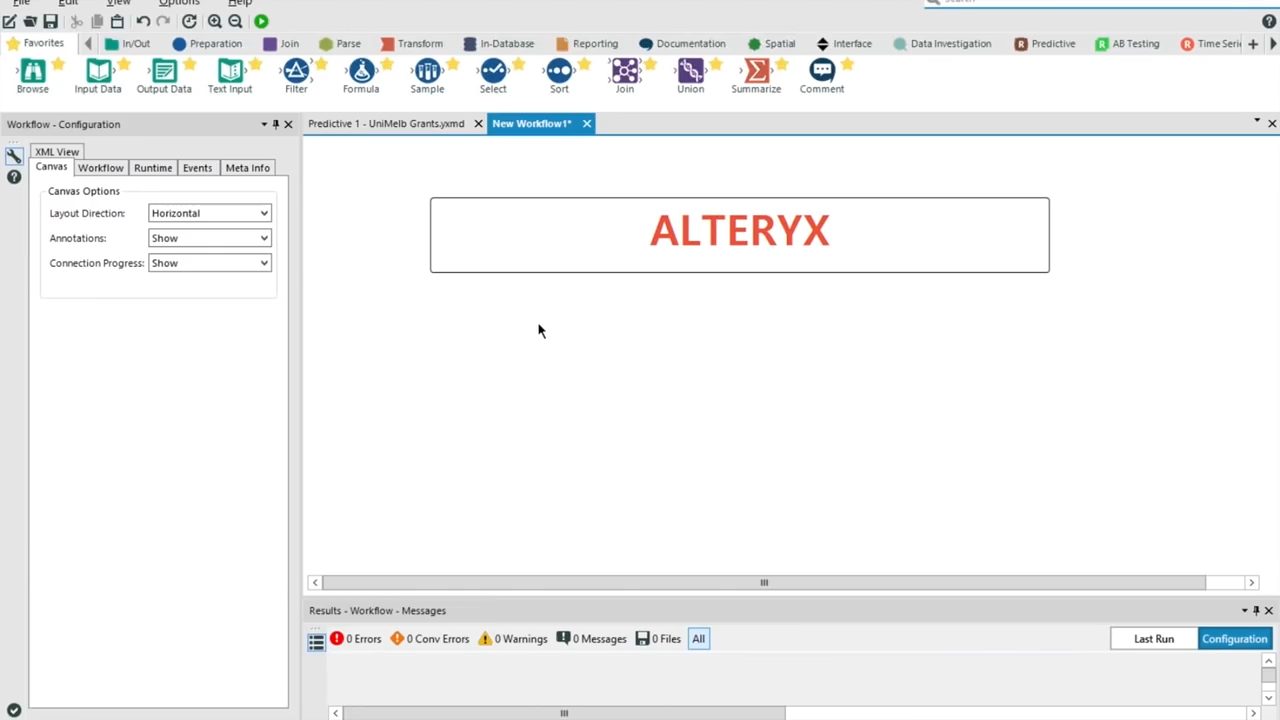 File Edit View Options Help Search
Favorites In/Out Preparation Join Parse Transform In-Database Reporting Documentation Spatial Interface Data Investigation Predictive AB Testing Time Seri
Browse Input Data Output Data Text Input Filter Formula Sample Select Sort Join Union Summarize Comment
Workflow - Configuration
Predictive 1 - UniMelb Grants.yxmd New Workflow1*
XML View
Canvas Workflow Runtime Events Meta Info
Canvas Options
Layout Direction: Horizontal
Annotations: Show
Connection Progress: Show
ALTERYX
Results - Workflow - Messages
0 Errors 0 Conv Errors 0 Warnings 0 Messages 0 Files All Last Run Configuration